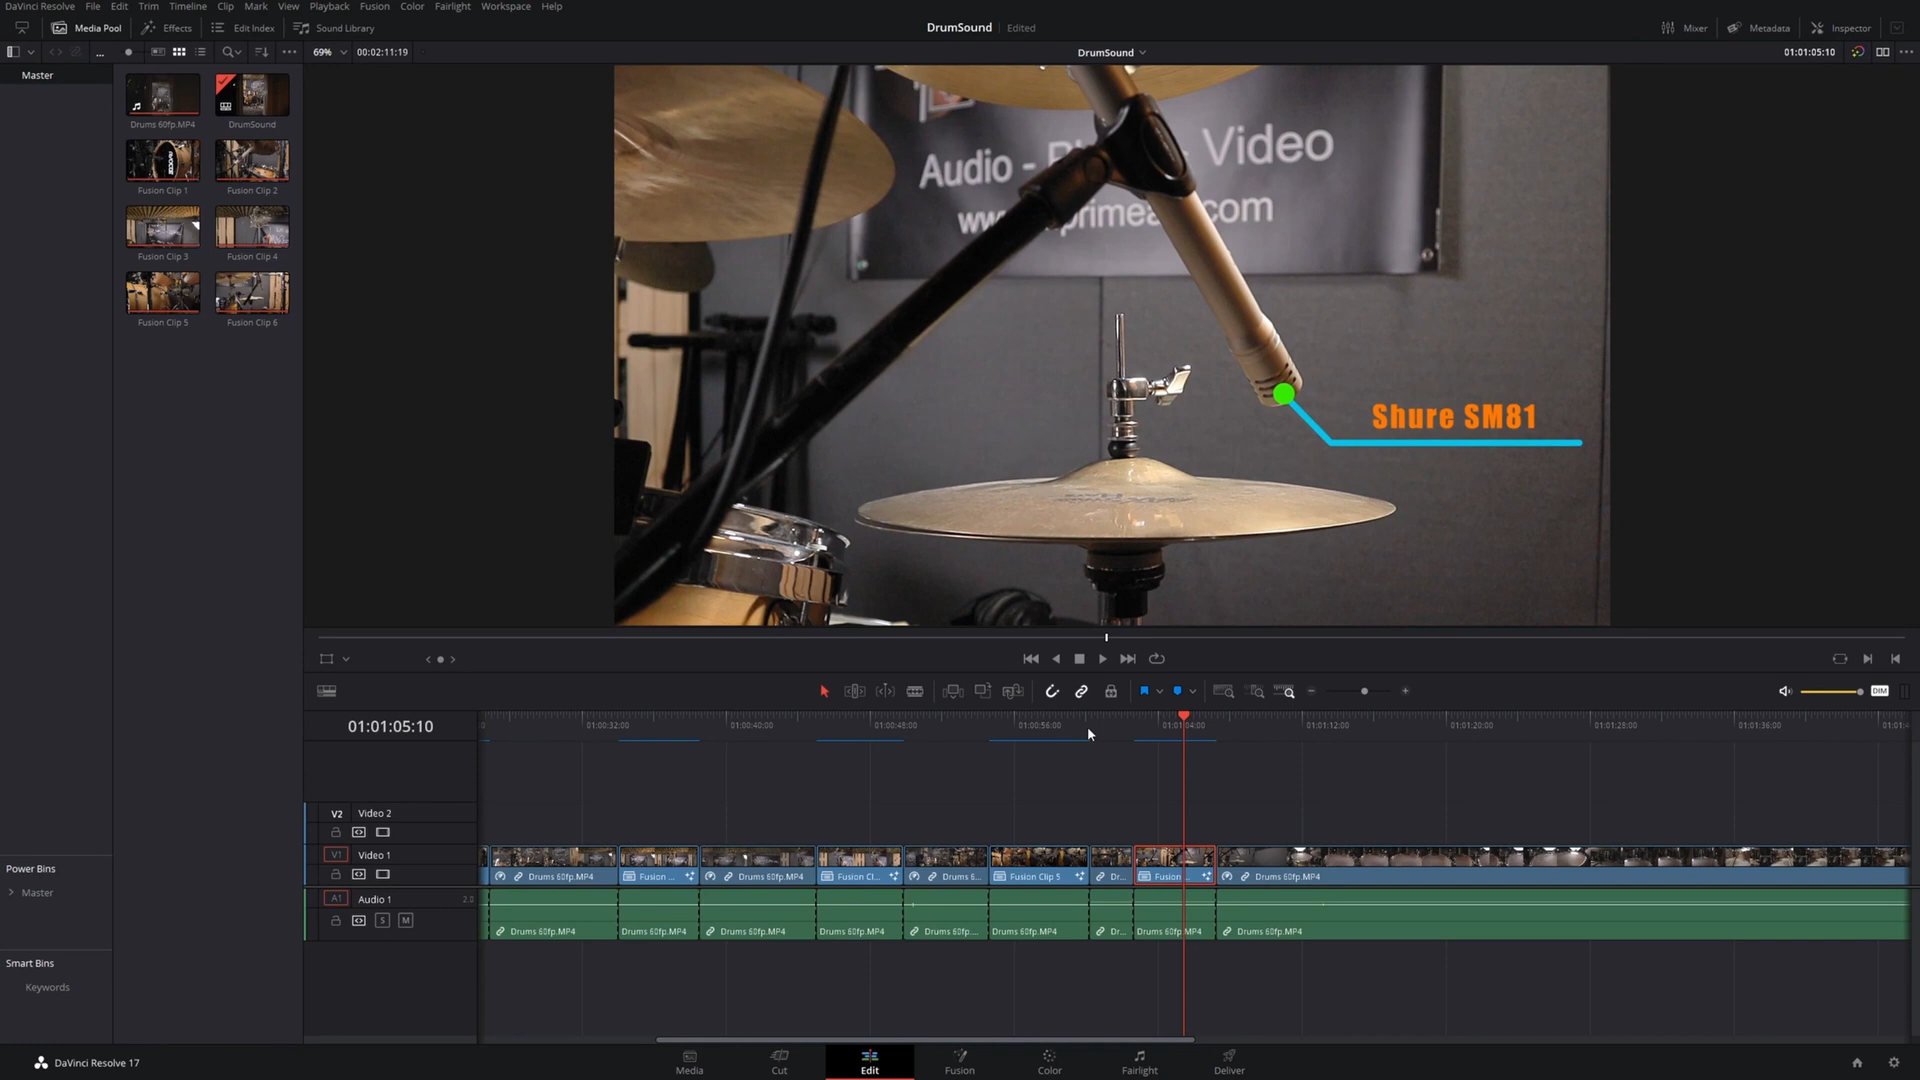 DaVinci Resolve File Edit Trim Timeline Clip Mark View Playback Fusion Color Fairlight Workspace Help
Media Pool Effects Edit Index Sound Library DrumSound Edited Mixer Metadata Inspector
69% 00:02:11:19 DrumSound 01:01:05:10
Master
Drums 60fp.MP4 DrumSound
Fusion Clip 1 Fusion Clip 2
Fusion Clip 3 Fusion Clip 4
Fusion Clip 5 Fusion Clip 6
Audio - Video
Shure SM81
DIM
01:01:05:10
01:00:32:00 01:00:40:00 01:00:48:00 01:00:56:00 01:01:04:00 01:01:12:00 01:01:20:00 01:01:28:00 01:01:36:00
V2 Video 2
V1 Video 1
Drums 60fp.MP4 Fusion ... Drums 60fp.MP4 Fusion Cl... Drums 6... Fusion Clip 5 Dr... Fusion ... Drums 60fp.MP4
A1 Audio 1 2.0
S M
Drums 60fp.MP4 Drums 60fp.MP4 Drums 60fp.MP4 Drums 60fp.MP4 Drums 60fp.... Drums 60fp.MP4 Dr... Drums 60fp.MP4 Drums 60fp.MP4
Power Bins
Master
Smart Bins
Keywords
DaVinci Resolve 17
Media Cut Edit Fusion Color Fairlight Deliver